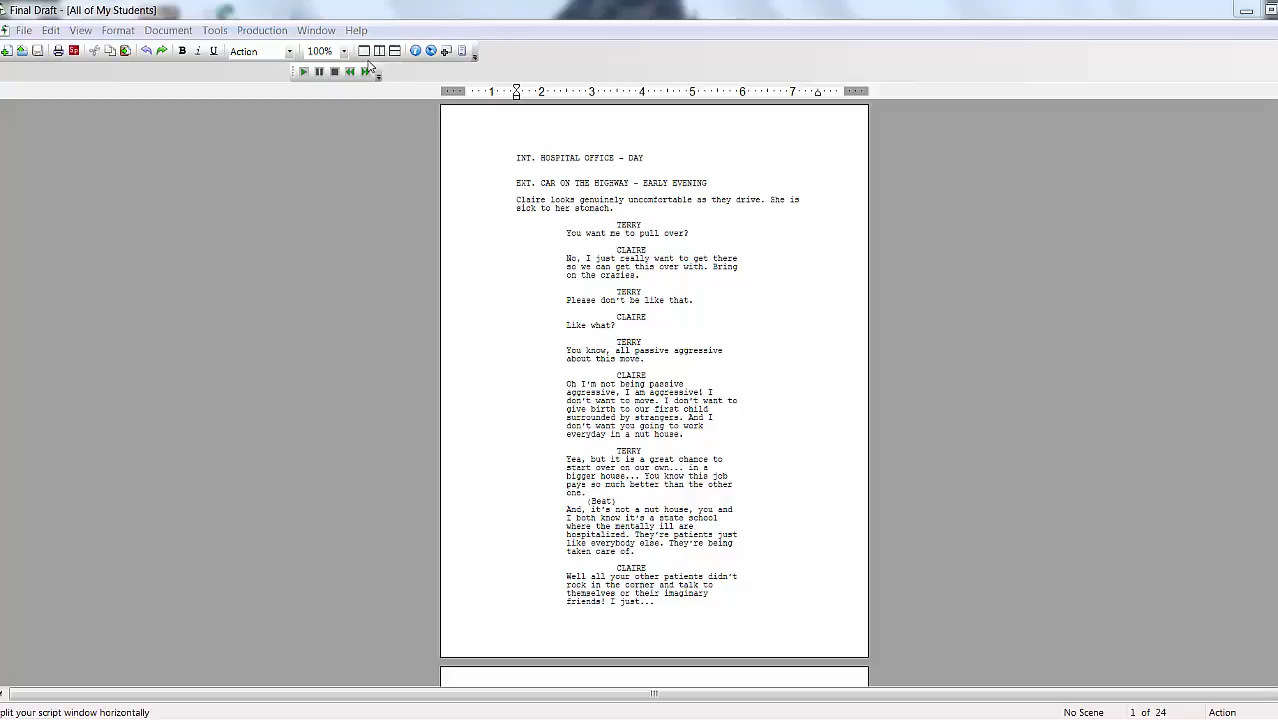 Final Draft - [All of My Students]
File Edit View Format Document Tools Production Window Help
Sp B i U Action 100%
1 2 3 4 5 6 7
INT. HOSPITAL OFFICE - DAY
EXT. CAR ON THE HIGHWAY - EARLY EVENING
Claire looks genuinely uncomfortable as they drive. She is
sick to her stomach.
TERRY
You want me to pull over?
CLAIRE
No, I just really want to get there
so we can get this over with. Bring
on the crazies.
TERRY
Please don't be like that.
CLAIRE
Like what?
TERRY
You know, all passive aggressive
about this move.
CLAIRE
Oh I'm not being passive
aggressive, I am aggressive! I
don't want to move. I don't want to
give birth to our first child
surrounded by strangers. And I
don't want you going to work
everyday in a nut house.
TERRY
Yea, but it is a great chance to
start over on our own... in a
bigger house... You know this job
pays so much better than the other
one.
(Beat)
And, it's not a nut house, you and
I both know it's a state school
where the mentally ill are
hospitalized. They're patients just
like everybody else. They're being
taken care of.
CLAIRE
Well all your other patients didn't
rock in the corner and talk to
themselves or their imaginary
friends! I just...
plit your script window horizontally No Scene 1 of 24 Action